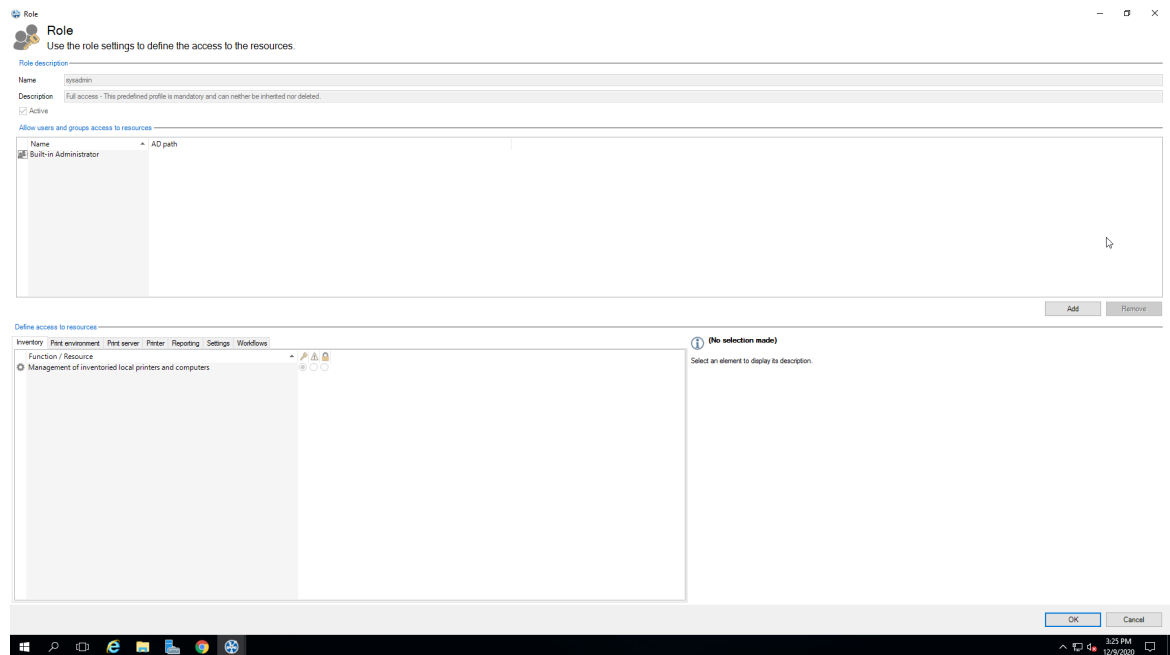 Role
Role
Use the role settings to define the access to the resources.
Role description
Name
sysadmin
Description
Full access - This predefined profile is mandatory and can neither be inherited nor deleted.
Active
Allow users and groups access to resources
Name AD path
Built-in Administrator
Add Remove
Define access to resources
Inventory Print environment Print server Printer Reporting Settings Workflows
Function / Resource
Management of inventoried local printers and computers
(No selection made)
Select an element to display its description.
OK Cancel
3:25 PM
12/9/2020